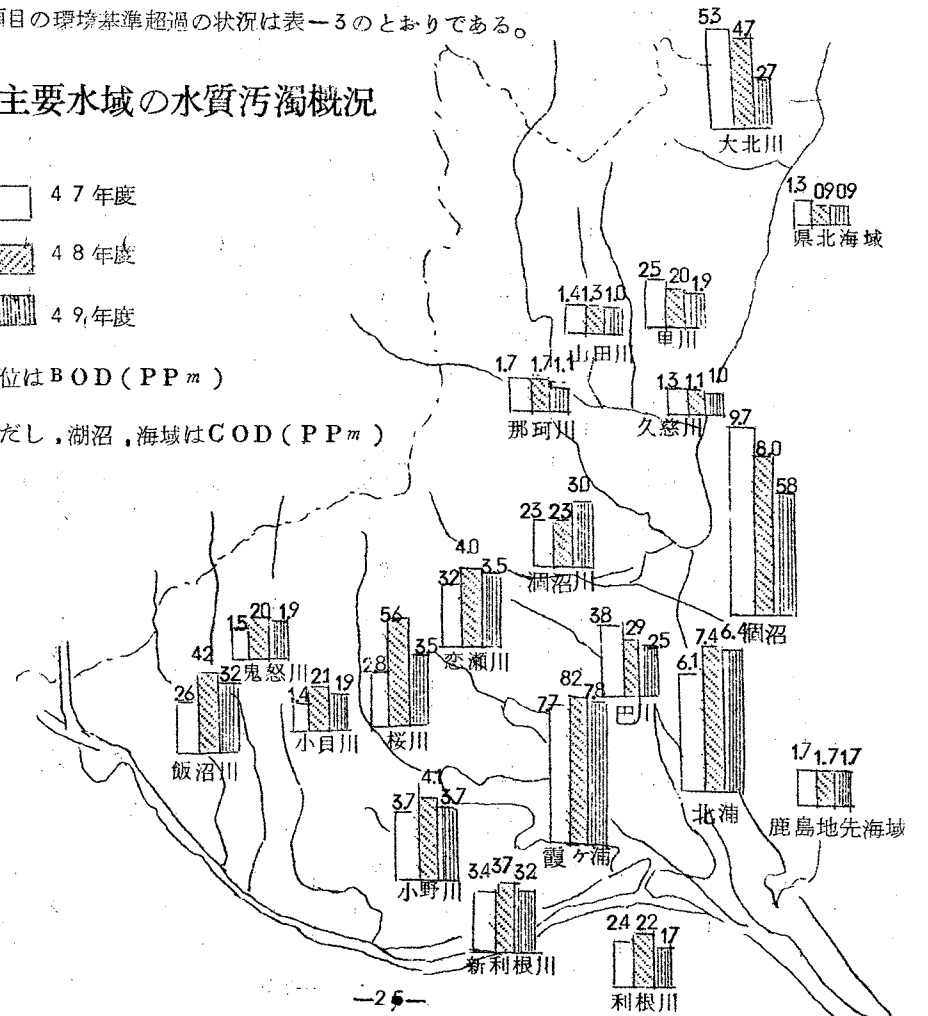 目の環境基準超過の状況は表－3のとおりである。
主要水域の水質汚濁概況
47年度
48年度
49年度
位はBOD(PPm)
だし,湖沼,海域はCOD(PPm)
5.3 4.7 2.7
大北川
1.3 0.9 0.9
県北海域
2.5 2.0 1.9
里川
1.4 1.3 1.0
山田川
1.7 1.7 1.1
那珂川
1.3 1.1 1.0
久慈川
9.7 8.0 5.8
涸沼
2.3 2.3 3.0
涸沼川
3.2 4.0 3.5
恋瀬川
1.5 2.0 1.9
鬼怒川
2.6 4.2 3.2
飯沼川
1.4 2.1 1.9
小目川
2.8 5.6 3.5
桜川
3.8 2.9 2.5
巴川
6.1 7.4 6.4
北浦
7.7 8.2 7.8
霞ヶ浦
1.7 1.7 1.7
鹿島地先海域
3.7 4.1 3.7
小野川
3.4 3.7 3.2
新利根川
2.4 2.2 1.7
利根川